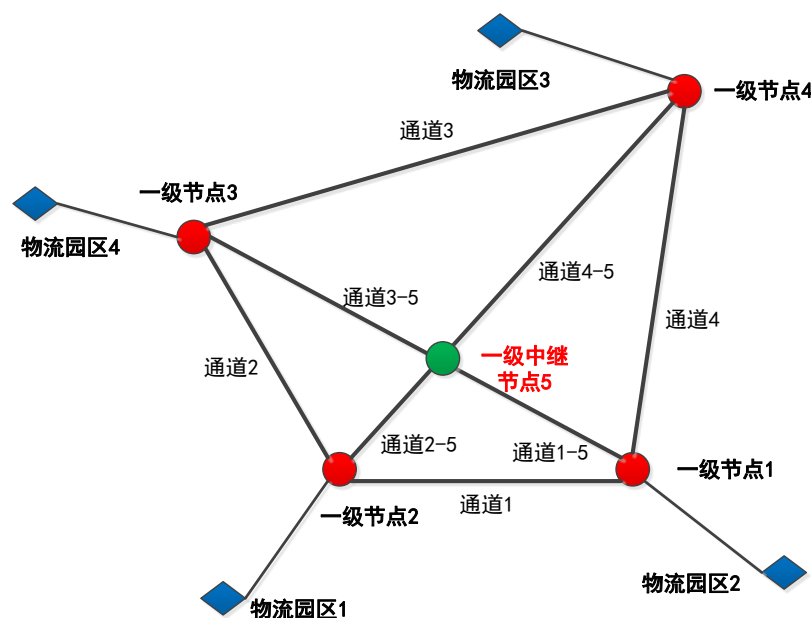 物流园区3
一级节点4
通道3
一级节点3
物流园区4
通道4-5
通道3-5
通道4
一级中继
节点5
通道2
通道2-5
通道1-5
一级节点1
通道1
一级节点2
物流园区2
物流园区1